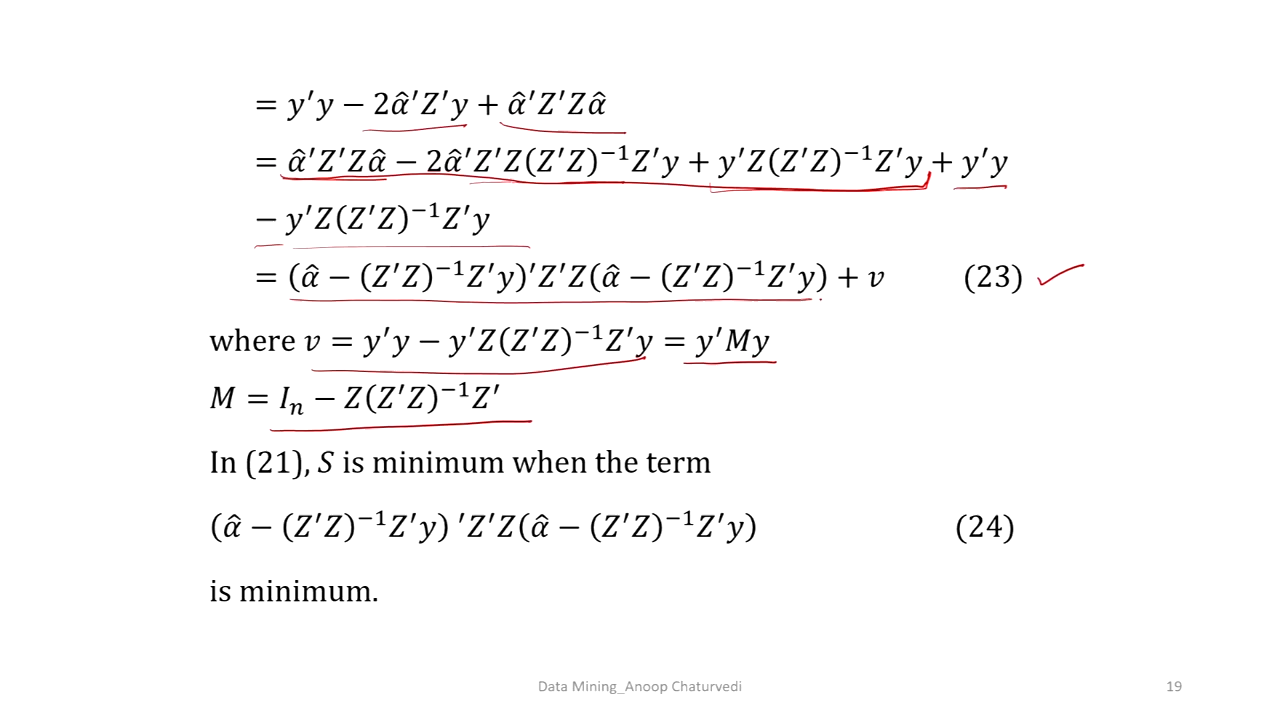 = y′y − 2α̂′Z′y + α̂′Z′Zα̂
= α̂′Z′Zα̂ − 2α̂′Z′Z(Z′Z)⁻¹Z′y + y′Z(Z′Z)⁻¹Z′y + y′y
− y′Z(Z′Z)⁻¹Z′y
= (α̂ − (Z′Z)⁻¹Z′y)′Z′Z(α̂ − (Z′Z)⁻¹Z′y) + v (23)
where v = y′y − y′Z(Z′Z)⁻¹Z′y = y′My
M = Iₙ − Z(Z′Z)⁻¹Z′
In (21), S is minimum when the term
(α̂ − (Z′Z)⁻¹Z′y) ′Z′Z(α̂ − (Z′Z)⁻¹Z′y) (24)
is minimum.
Data Mining_Anoop Chaturvedi 19